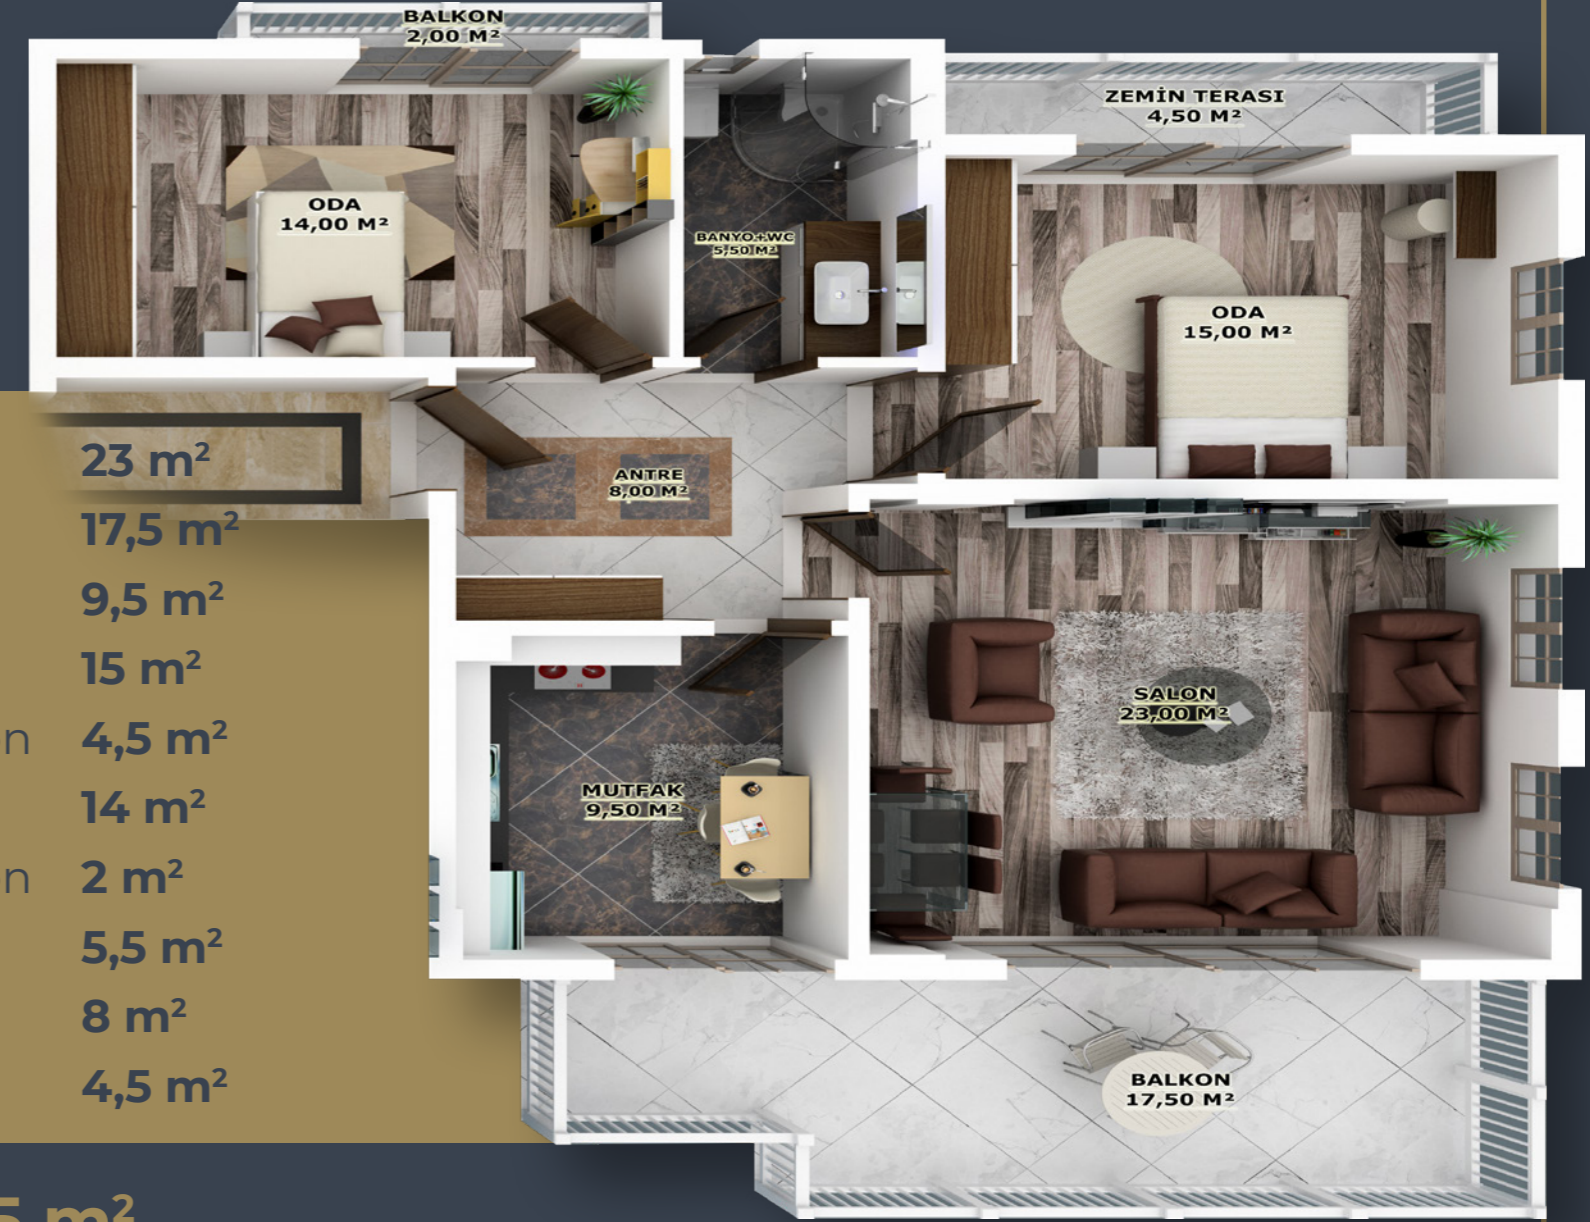 BALKON
2,00 M²
ZEMİN TERASI
4,50 M²
ODA
14,00 M²
BANYO+WC
5,50 M²
ODA
15,00 M²
ANTRE
8,00 M²
SALON
23,00 M²
MUTFAK
9,50 M²
BALKON
17,50 M²
23 m²
17,5 m²
9,5 m²
15 m²
n 4,5 m²
14 m²
n 2 m²
5,5 m²
8 m²
4,5 m²
5 m²